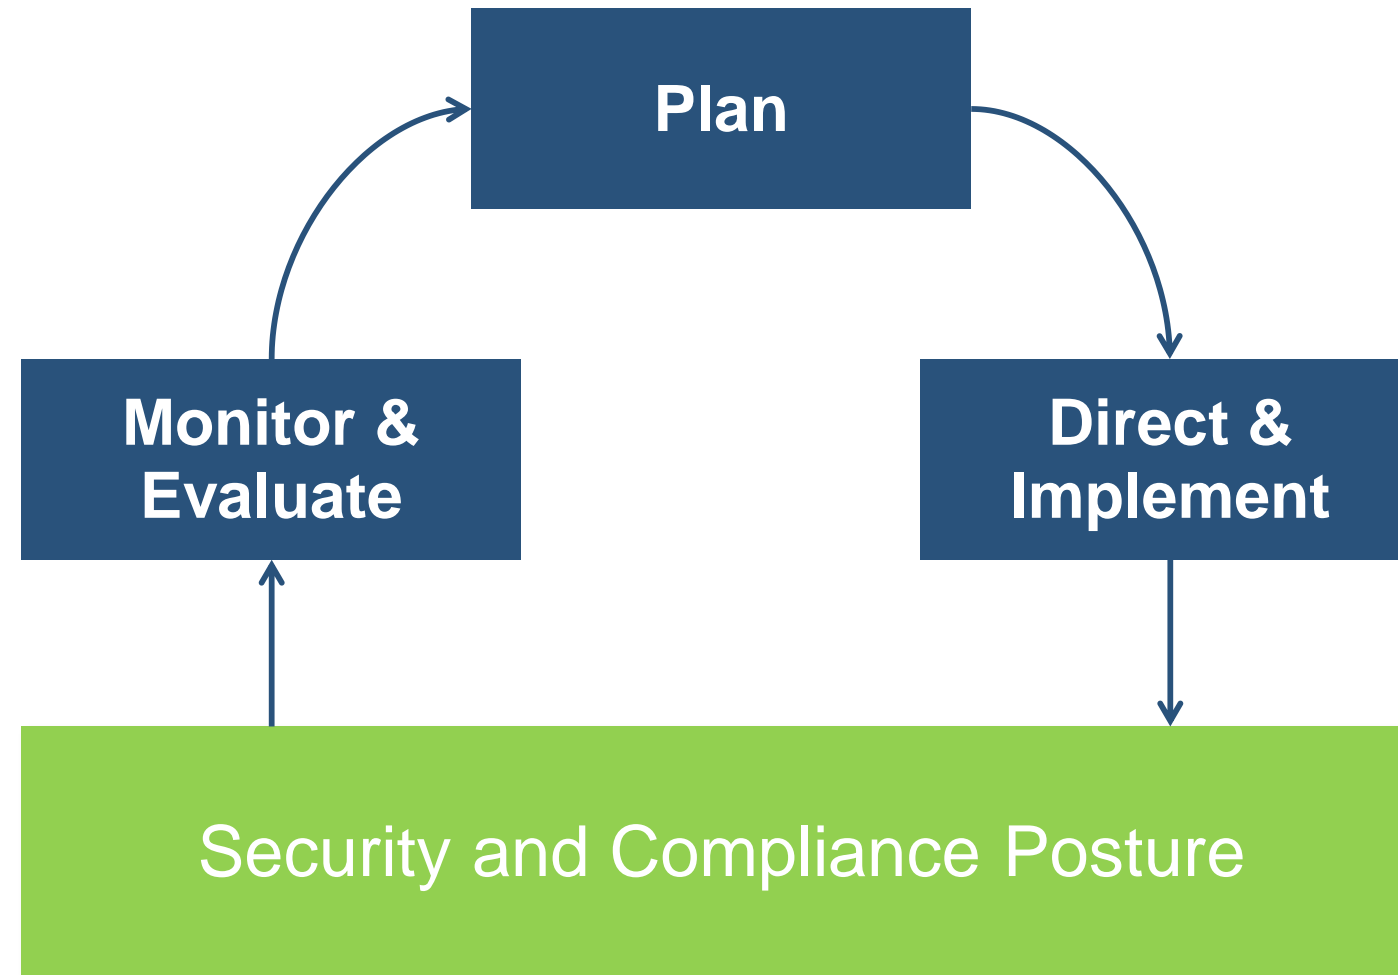 Plan
Monitor &
Evaluate
Direct &
Implement
Security and Compliance Posture